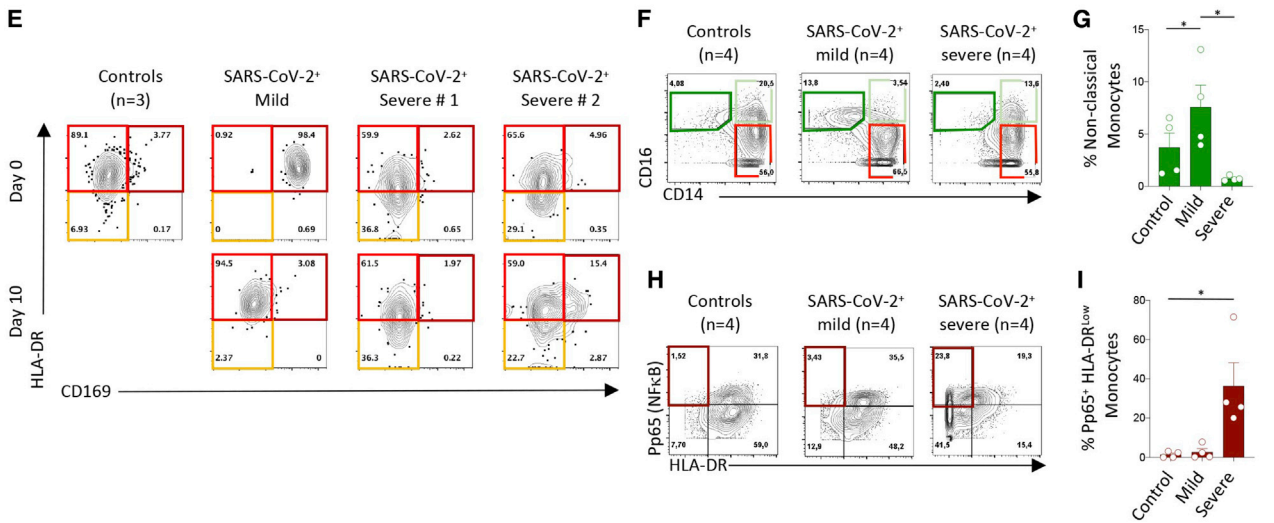 E
Controls
(n=3)
SARS-CoV-2+
Mild
SARS-CoV-2+
Severe # 1
SARS-CoV-2+
Severe # 2
Day 0
89.1 3.77
6.93 0.17
0.92 98.4
0 0.69
59.9 2.62
36.8 0.65
65.6 4.96
29.1 0.35
Day 10
94.5 3.08
2.37 0
61.5 1.97
36.3 0.22
59.0 15.4
22.7 2.87
HLA-DR
CD169
F
Controls
(n=4)
SARS-CoV-2+
mild (n=4)
SARS-CoV-2+
severe (n=4)
4,08 20,5
56,0
13,8 3,54
66,5
2,40 13,6
55,8
CD16
CD14
G
% Non-classical
Monocytes
*
*
15
10
5
0
Control
Mild
Severe
H
Controls
(n=4)
SARS-CoV-2+
mild (n=4)
SARS-CoV-2+
severe (n=4)
1,52 31,8
7,70 59,0
3,43 35,5
12,9 48,2
23,8 19,3
41,5 15,4
Pp65 (NFκB)
HLA-DR
I
% Pp65+ HLA-DRLow
Monocytes
*
80
60
40
20
0
Control
Mild
Severe